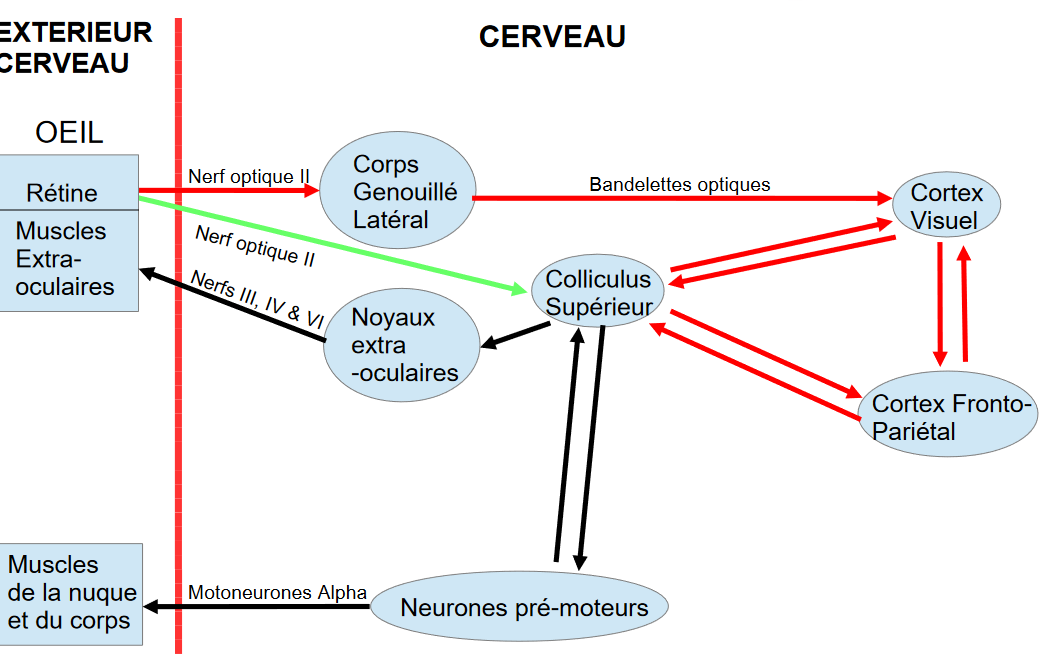 EXTERIEUR
CERVEAU
CERVEAU
OEIL
Rétine
Muscles
Extra-
oculaires
Nerf optique II
Corps
Genouillé
Latéral
Bandelettes optiques
Cortex
Visuel
Nerf optique II
Colliculus
Supérieur
Nerfs III, IV & VI
Noyaux
extra
-oculaires
Cortex Fronto-
Pariétal
Muscles
de la nuque
et du corps
Motoneurones Alpha
Neurones pré-moteurs